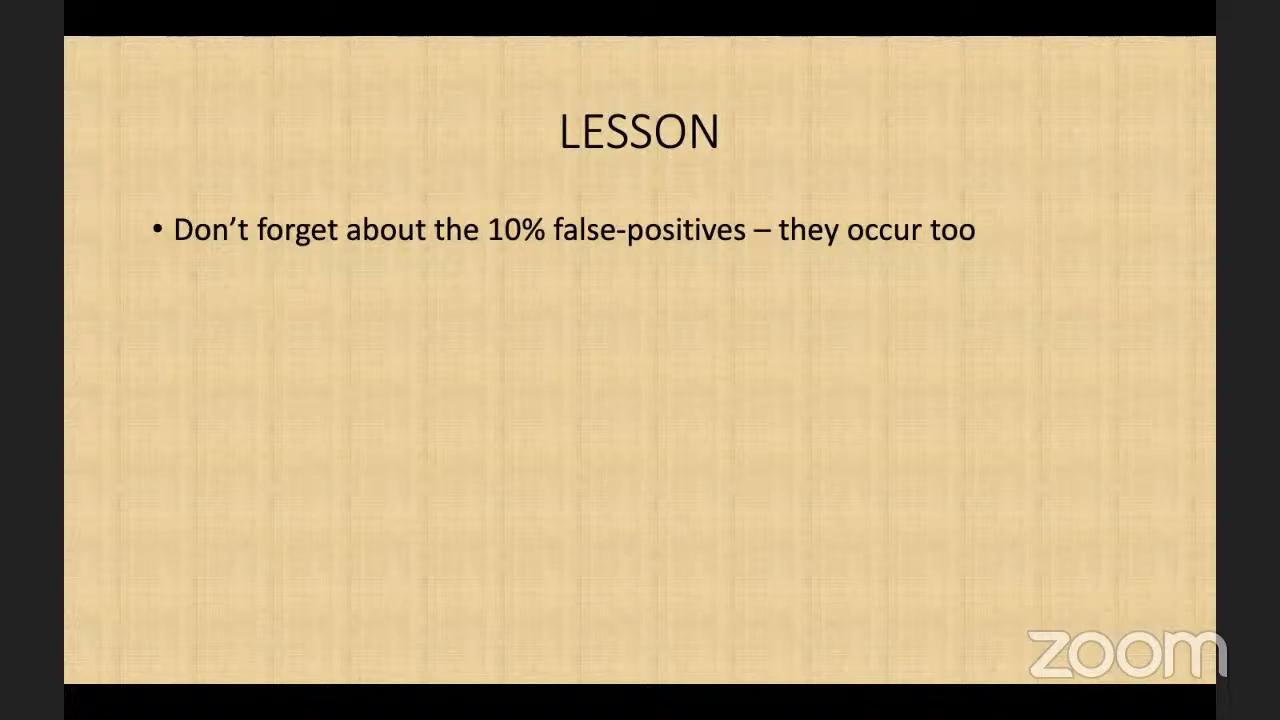 LESSON
• Don’t forget about the 10% false-positives – they occur too
zoom